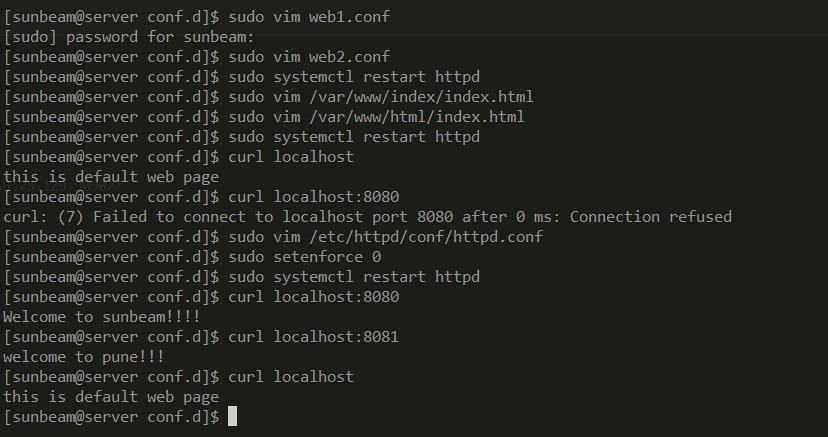 [sunbeam@server conf.d]$ sudo vim web1.conf
[sudo] password for sunbeam:
[sunbeam@server conf.d]$ sudo vim web2.conf
[sunbeam@server conf.d]$ sudo systemctl restart httpd
[sunbeam@server conf.d]$ sudo vim /var/www/index/index.html
[sunbeam@server conf.d]$ sudo vim /var/www/html/index.html
[sunbeam@server conf.d]$ sudo systemctl restart httpd
[sunbeam@server conf.d]$ curl localhost
this is default web page
[sunbeam@server conf.d]$ curl localhost:8080
curl: (7) Failed to connect to localhost port 8080 after 0 ms: Connection refused
[sunbeam@server conf.d]$ sudo vim /etc/httpd/conf/httpd.conf
[sunbeam@server conf.d]$ sudo setenforce 0
[sunbeam@server conf.d]$ sudo systemctl restart httpd
[sunbeam@server conf.d]$ curl localhost:8080
Welcome to sunbeam!!!!
[sunbeam@server conf.d]$ curl localhost:8081
welcome to pune!!!
[sunbeam@server conf.d]$ curl localhost
this is default web page
[sunbeam@server conf.d]$